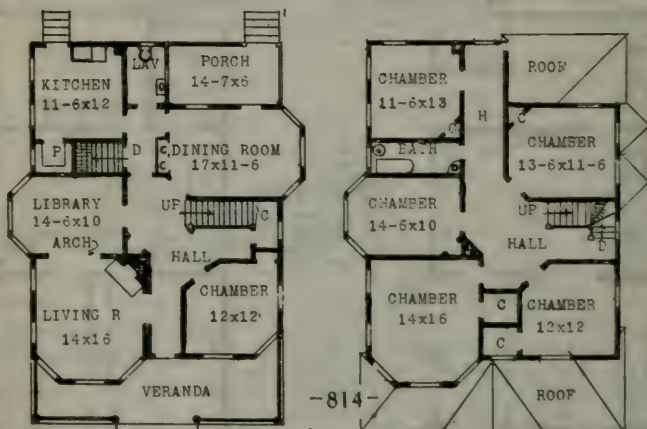 LAV
PORCH
14-7x6
KITCHEN
11-6x12
P
D
C
C
DINING ROOM
17x11-6
LIBRARY
14-6x10
ARCH
UP
C
HALL
LIVING R
14x16
CHAMBER
12x12
VERANDA
-814-
CHAMBER
11-6x13
C
H
ROOF
C
BATH
CHAMBER
13-6x11-6
CHAMBER
14-6x10
UP
D
HALL
CHAMBER
14x16
C
C
CHAMBER
12x12
ROOF